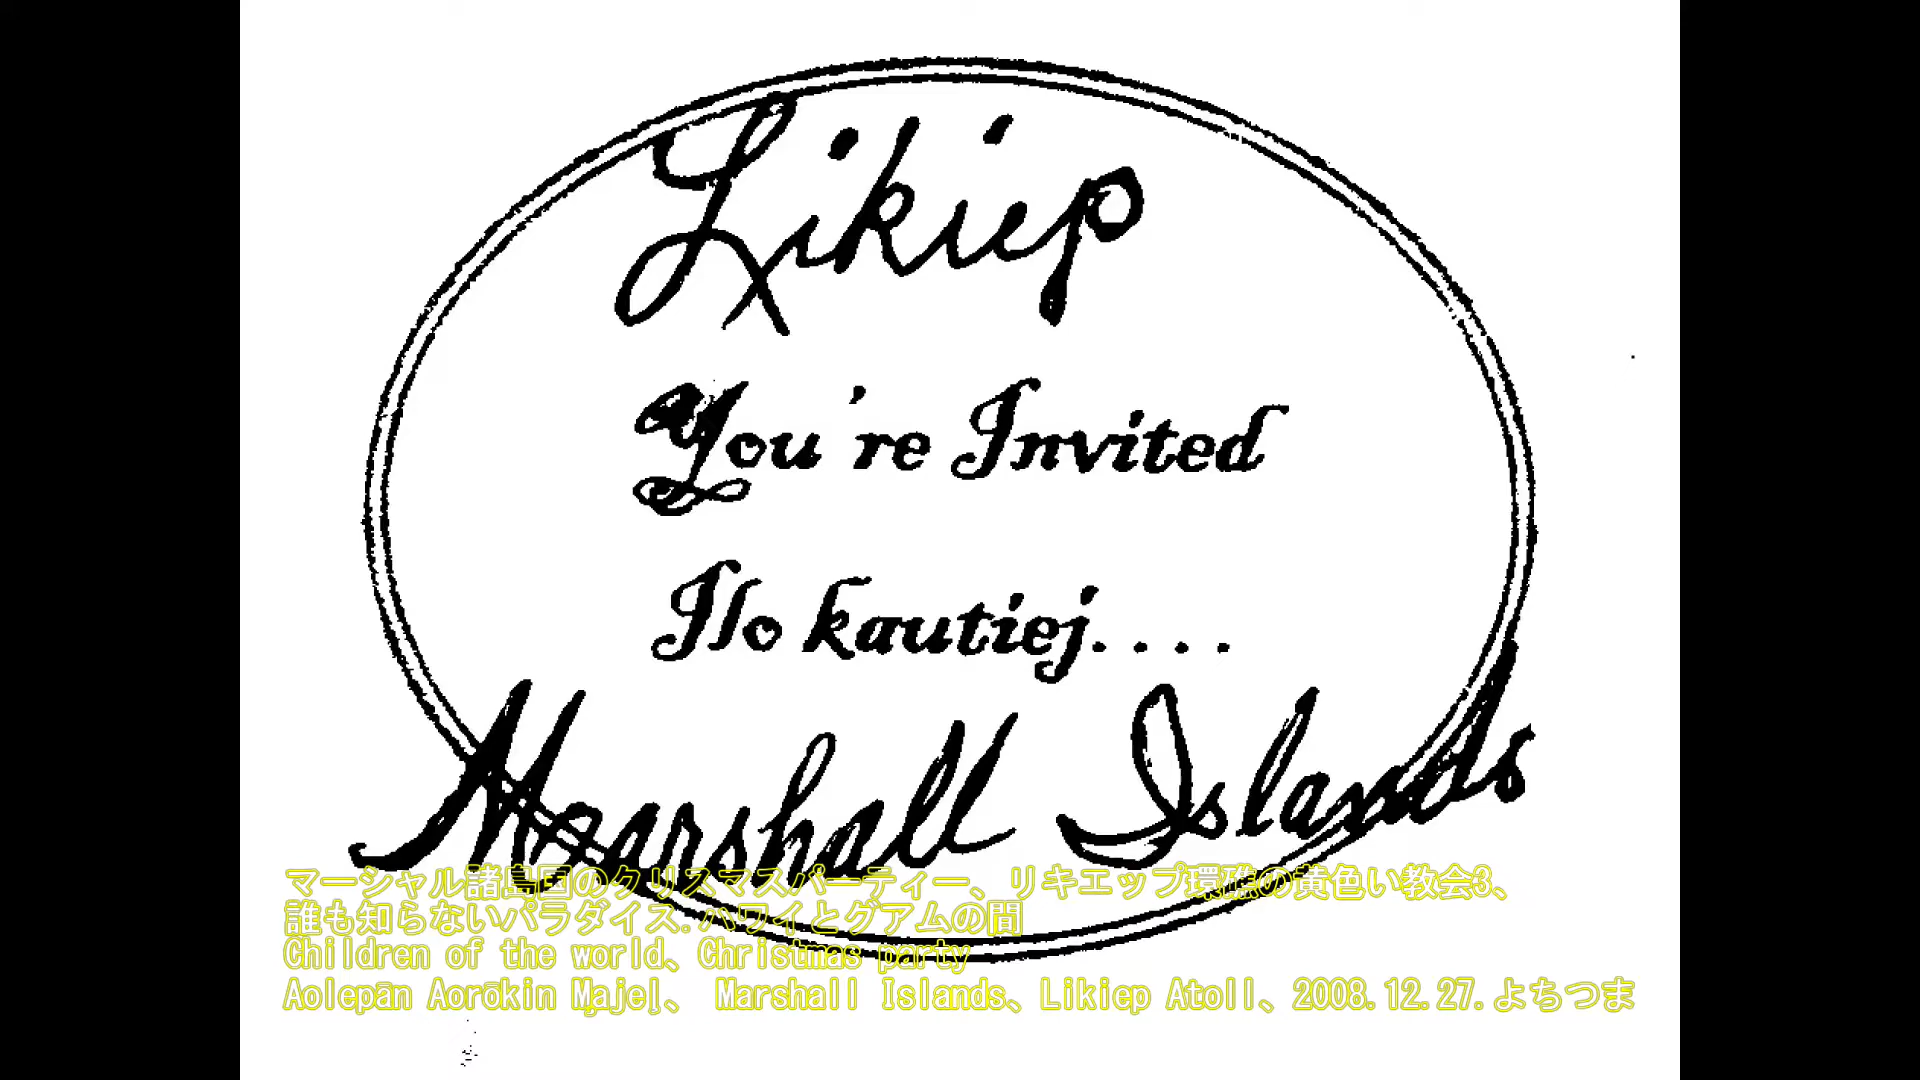 Likiep
You're Invited
Ilo kautiej....
Marshall Islands
マーシャル諸島国のクリスマスパーティー、リキエップ環礁の黄色い教会3、
誰も知らないパラダイス.ハワイとグアムの間
Children of the world、Christmas party
Aolepān Aorōkin M̧ajeļ、 Marshall Islands、Likiep Atoll、2008.12.27.よちつま